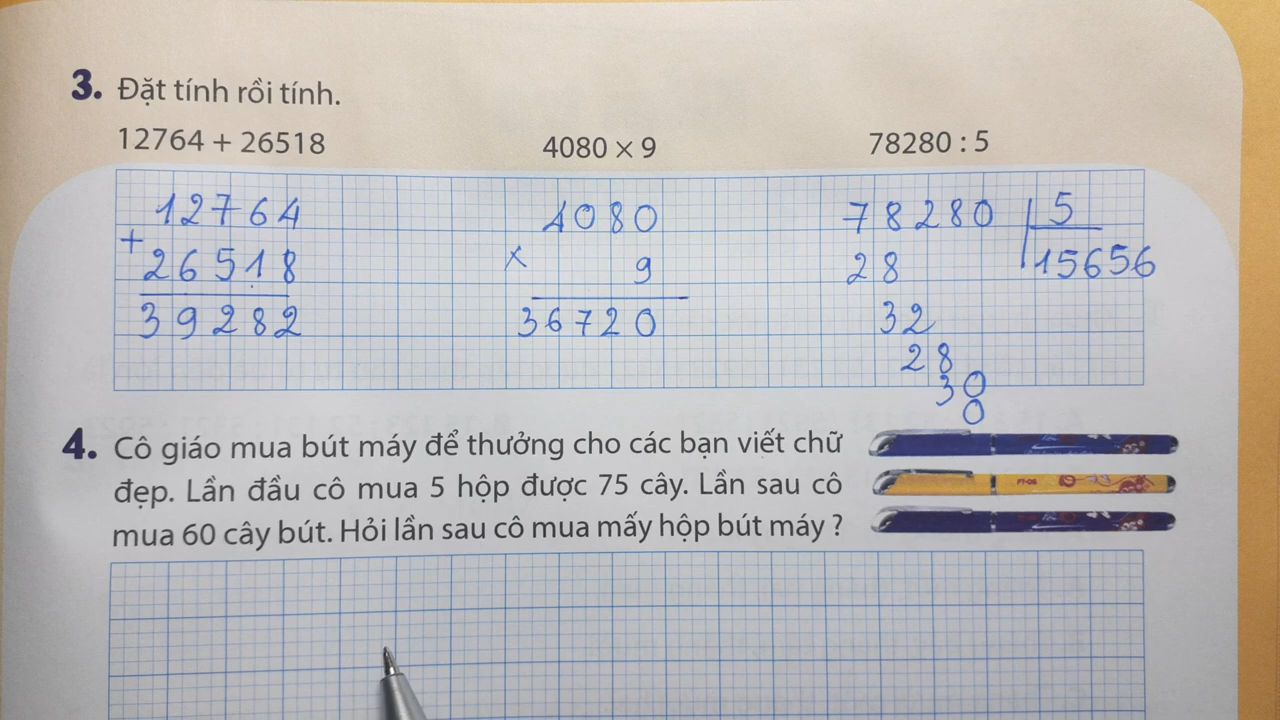 3. Đặt tính rồi tính.
12764 + 26518 4080 × 9 78280 : 5
12764 4080 78280 5
+ 26518 × 9 28 15656
39282 36720 32
28
30
0
4. Cô giáo mua bút máy để thưởng cho các bạn viết chữ
đẹp. Lần đầu cô mua 5 hộp được 75 cây. Lần sau cô
mua 60 cây bút. Hỏi lần sau cô mua mấy hộp bút máy ?